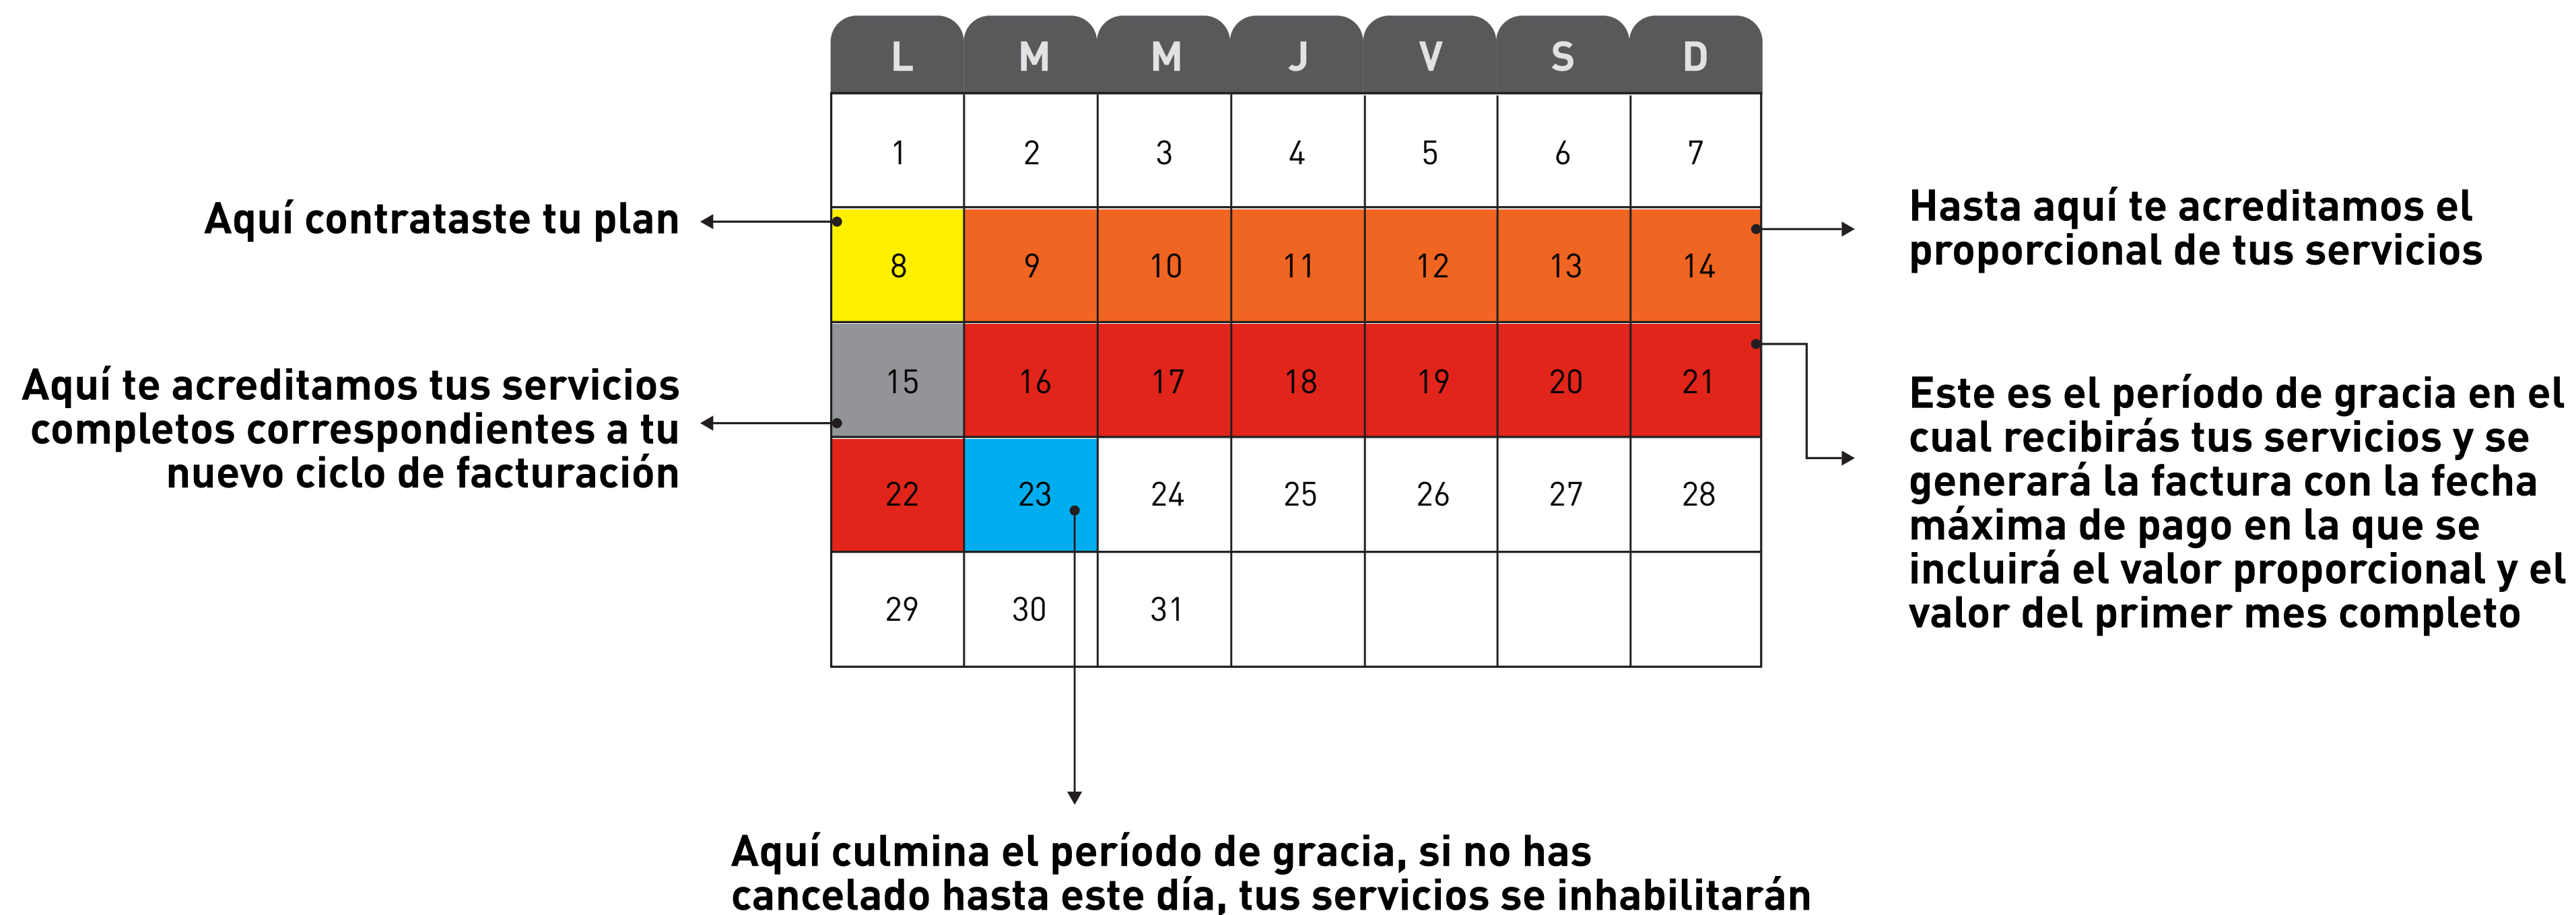 L M M J V S D
1 2 3 4 5 6 7
Aquí contrataste tu plan
8 9 10 11 12 13 14
Hasta aquí te acreditamos el
proporcional de tus servicios
Aquí te acreditamos tus servicios
completos correspondientes a tu
nuevo ciclo de facturación
15 16 17 18 19 20 21
Este es el período de gracia en el
cual recibirás tus servicios y se
generará la factura con la fecha
máxima de pago en la que se
incluirá el valor proporcional y el
valor del primer mes completo
22 23 24 25 26 27 28
29 30 31
Aquí culmina el período de gracia, si no has
cancelado hasta este día, tus servicios se inhabilitarán